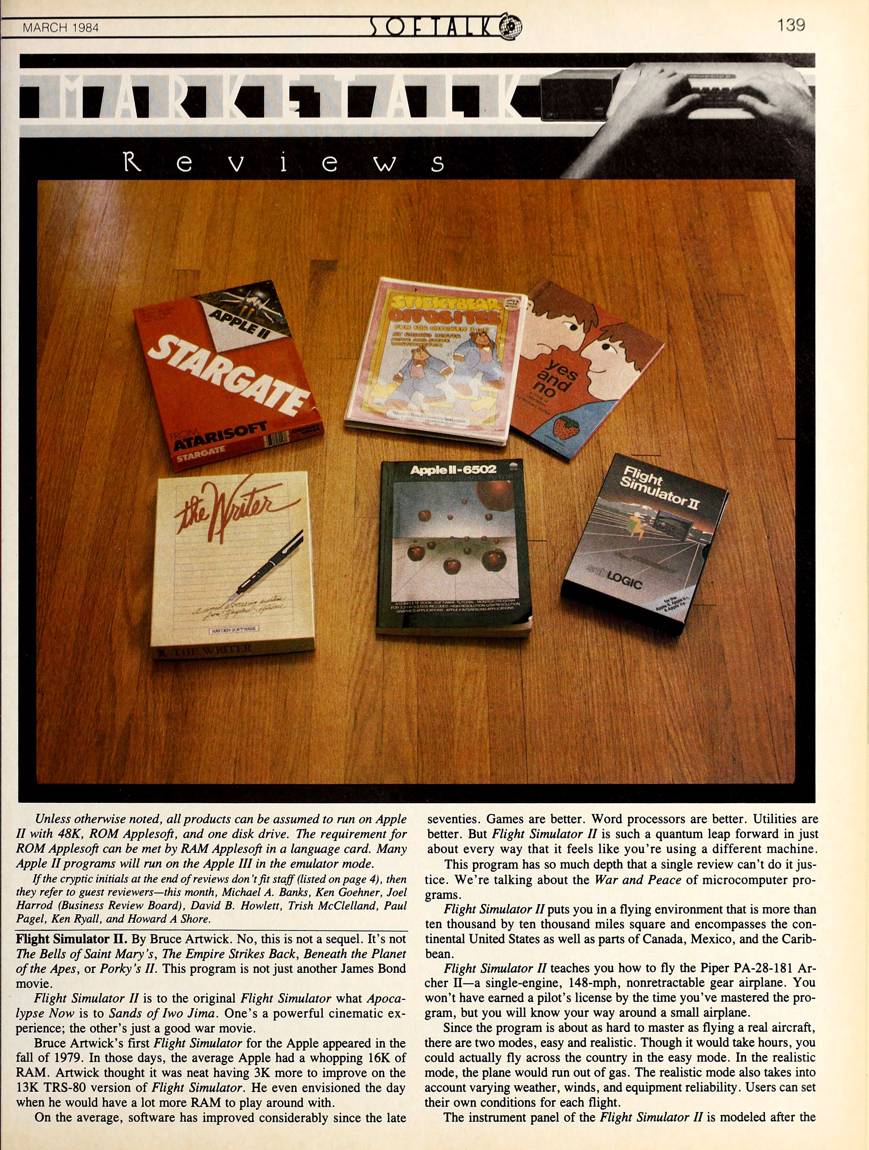 MARCH 1984
SOFTALK
139
MARKETALK
Reviews
APPLE II
STARGATE
FROM
ATARISOFT
STARGATE
STICKYBEAR
OPPOSITES
yes
and
no
the Writer
THE WRITER
Apple II-6502
Flight
Simulator II
subLOGIC
Unless otherwise noted, all products can be assumed to run on Apple
II with 48K, ROM Applesoft, and one disk drive. The requirement for
ROM Applesoft can be met by RAM Applesoft in a language card. Many
Apple II programs will run on the Apple III in the emulator mode.
If the cryptic initials at the end of reviews don't fit staff (listed on page 4), then
they refer to guest reviewers—this month, Michael A. Banks, Ken Goehner, Joel
Harrod (Business Review Board), David B. Howlett, Trish McClelland, Paul
Pagel, Ken Ryall, and Howard A Shore.
Flight Simulator II. By Bruce Artwick. No, this is not a sequel. It's not
The Bells of Saint Mary's, The Empire Strikes Back, Beneath the Planet
of the Apes, or Porky's II. This program is not just another James Bond
movie.
Flight Simulator II is to the original Flight Simulator what Apoca-
lypse Now is to Sands of Iwo Jima. One's a powerful cinematic ex-
perience; the other's just a good war movie.
Bruce Artwick's first Flight Simulator for the Apple appeared in the
fall of 1979. In those days, the average Apple had a whopping 16K of
RAM. Artwick thought it was neat having 3K more to improve on the
13K TRS-80 version of Flight Simulator. He even envisioned the day
when he would have a lot more RAM to play around with.
On the average, software has improved considerably since the late
seventies. Games are better. Word processors are better. Utilities are
better. But Flight Simulator II is such a quantum leap forward in just
about every way that it feels like you're using a different machine.
This program has so much depth that a single review can't do it jus-
tice. We're talking about the War and Peace of microcomputer pro-
grams.
Flight Simulator II puts you in a flying environment that is more than
ten thousand by ten thousand miles square and encompasses the con-
tinental United States as well as parts of Canada, Mexico, and the Carib-
bean.
Flight Simulator II teaches you how to fly the Piper PA-28-181 Ar-
cher II—a single-engine, 148-mph, nonretractable gear airplane. You
won't have earned a pilot's license by the time you've mastered the pro-
gram, but you will know your way around a small airplane.
Since the program is about as hard to master as flying a real aircraft,
there are two modes, easy and realistic. Though it would take hours, you
could actually fly across the country in the easy mode. In the realistic
mode, the plane would run out of gas. The realistic mode also takes into
account varying weather, winds, and equipment reliability. Users can set
their own conditions for each flight.
The instrument panel of the Flight Simulator II is modeled after the